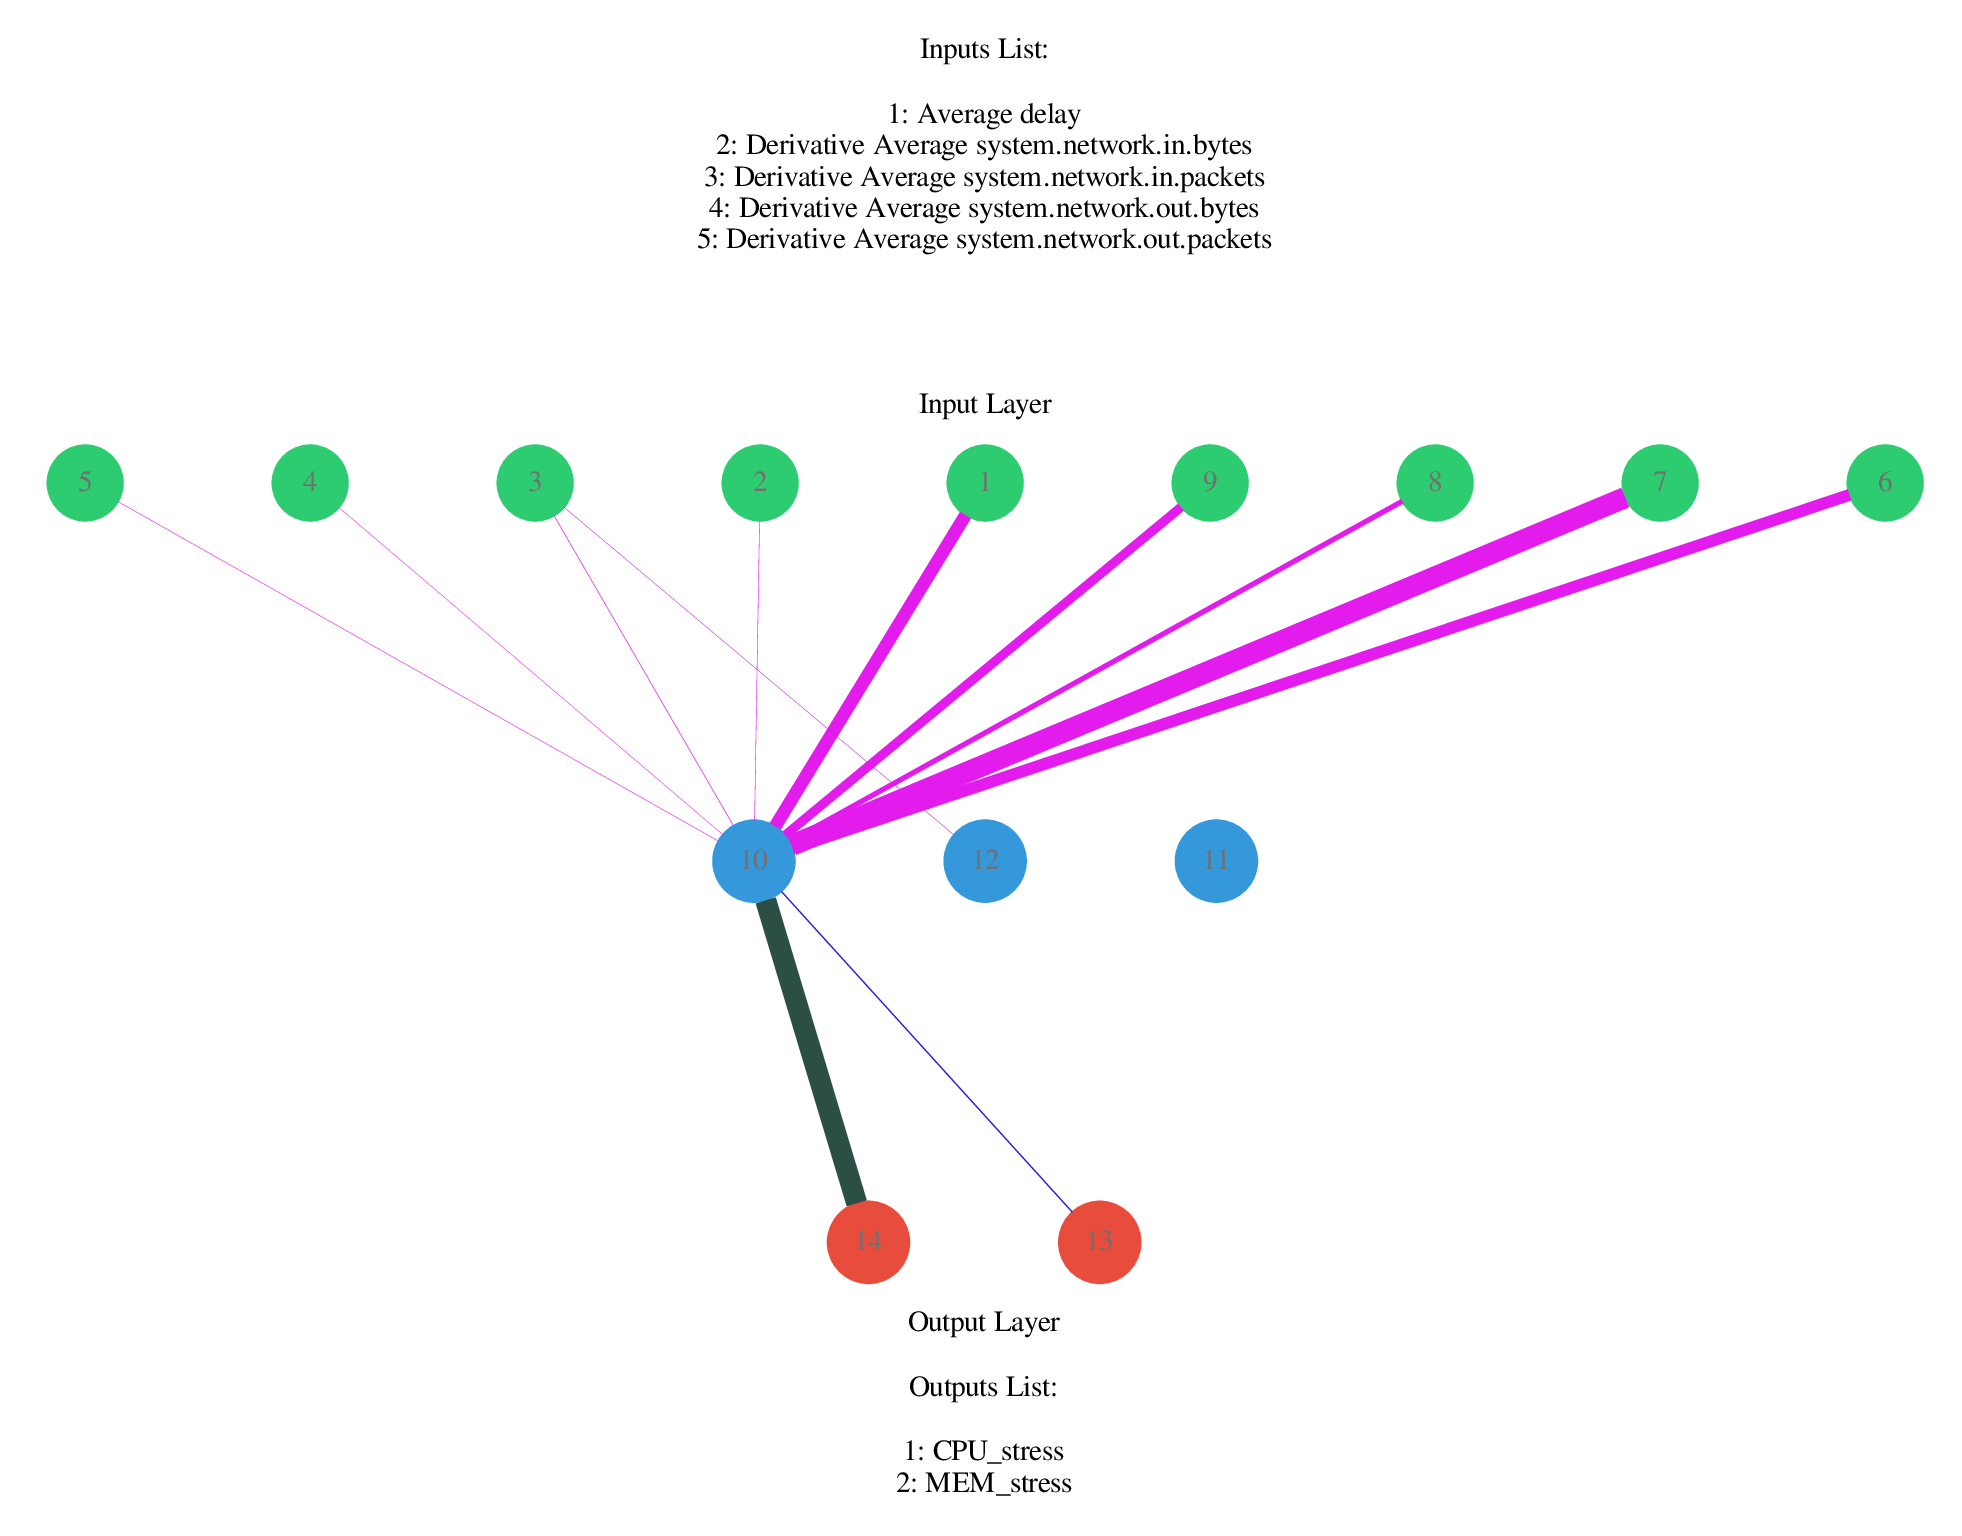 Inputs List:
1: Average delay
2: Derivative Average system.network.in.bytes
3: Derivative Average system.network.in.packets
4: Derivative Average system.network.out.bytes
5: Derivative Average system.network.out.packets
Input Layer
5 4 3 2 1 9 8 7 6
10 12 11
14 13
Output Layer
Outputs List:
1: CPU_stress
2: MEM_stress